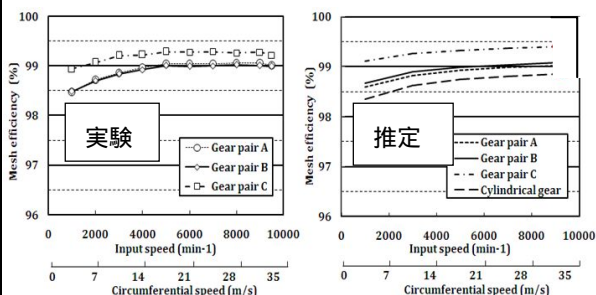 100
99
98
97
96
Mesh efficiency (%)
実験
Gear pair A
Gear pair B
Gear pair C
0 2000 4000 6000 8000 10000
Input speed (min-1)
0 7 14 21 28 35
Circumferential speed (m/s)
100
99
98
97
96
Mesh efficiency (%)
推定
Gear pair A
Gear pair B
Gear pair C
Cylindrical gear
0 2000 4000 6000 8000 10000
Input speed (min-1)
0 7 14 21 28 35
Circumferential speed (m/s)